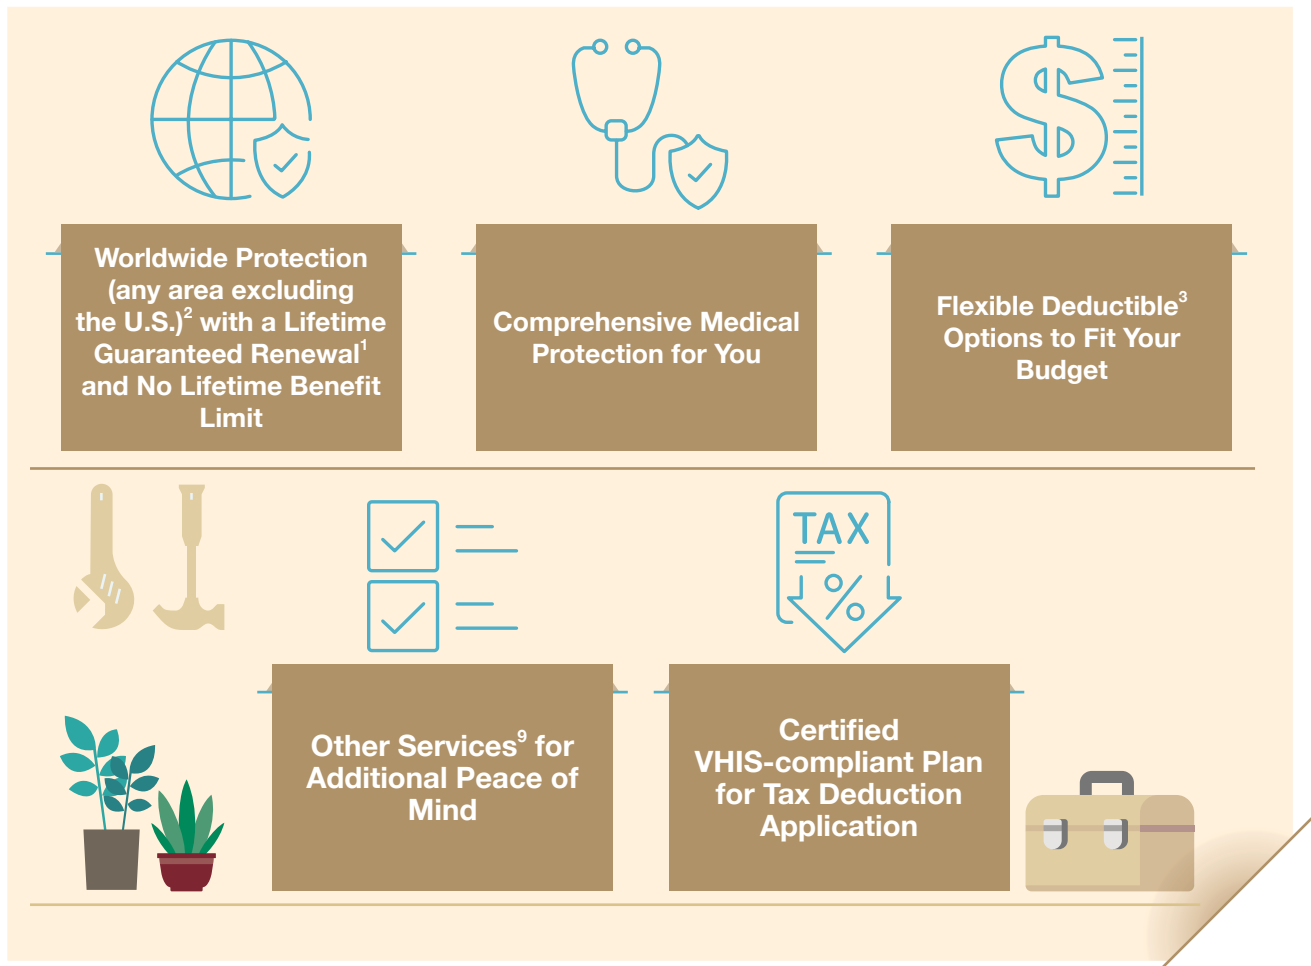 Worldwide Protection
(any area excluding
the U.S.)² with a Lifetime
Guaranteed Renewal¹
and No Lifetime Benefit
Limit
Comprehensive Medical
Protection for You
Flexible Deductible³
Options to Fit Your
Budget
TAX
%
Other Services⁹ for
Additional Peace of
Mind
Certified
VHIS-compliant Plan
for Tax Deduction
Application